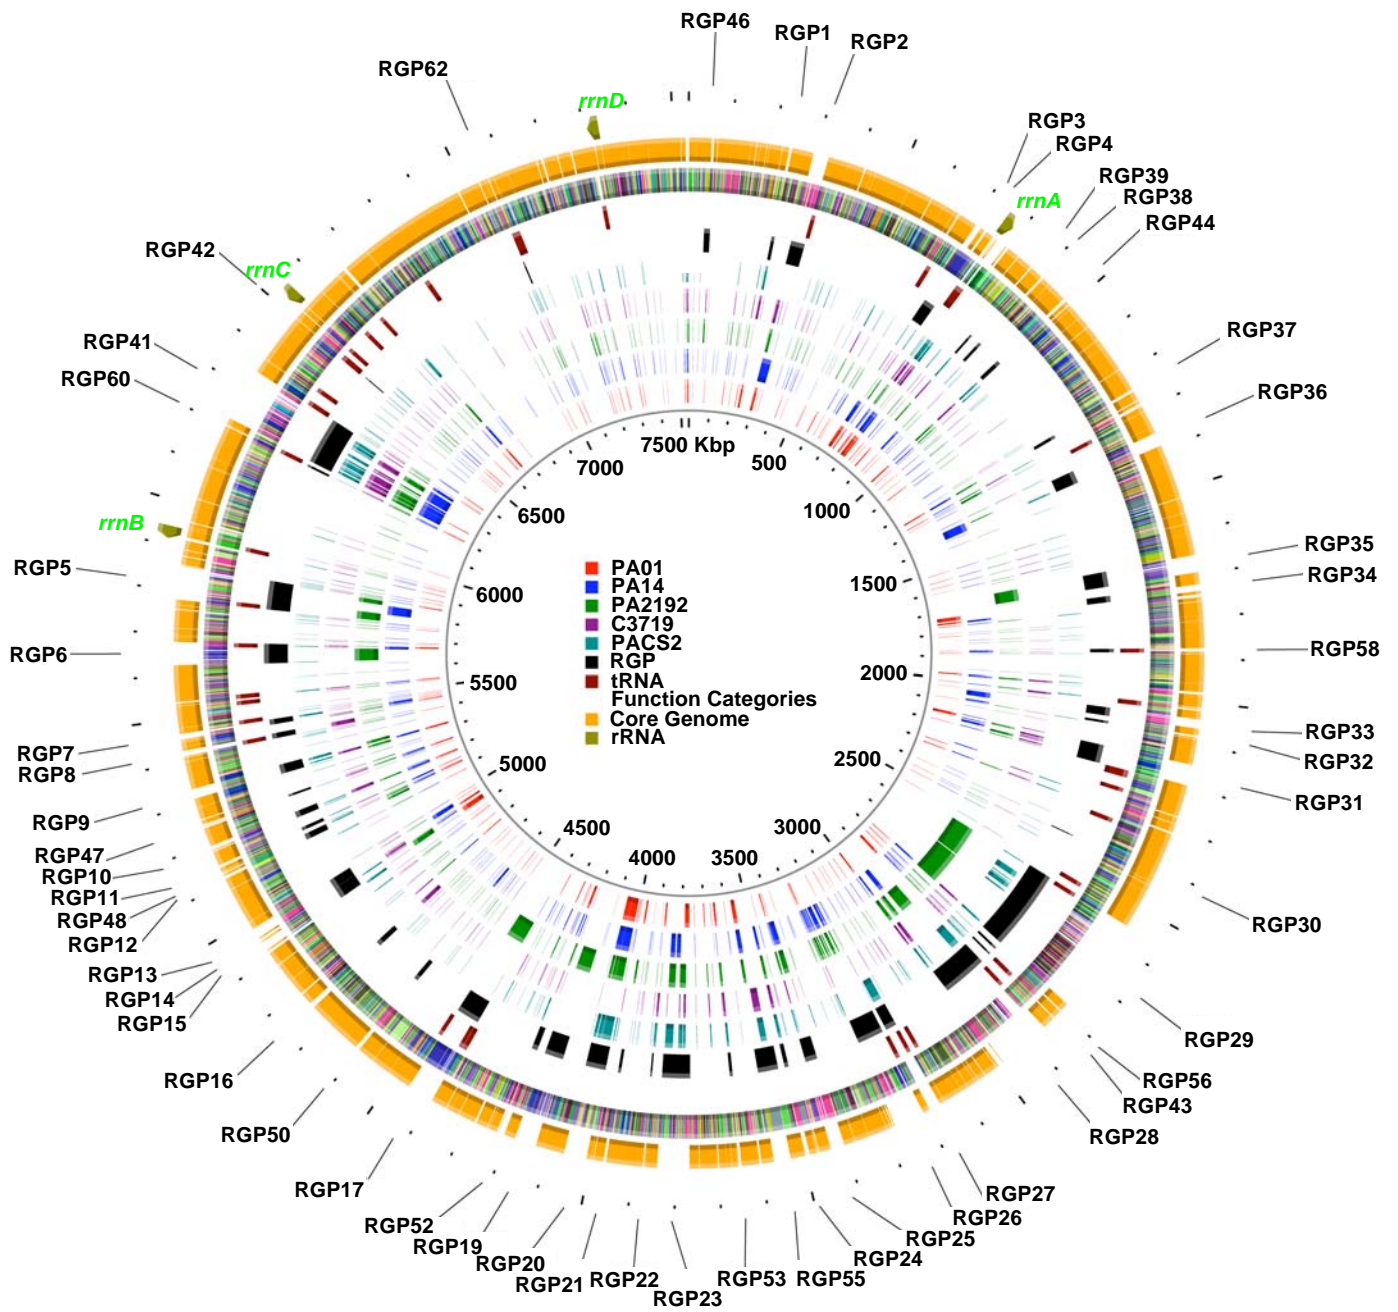 RGP46
RGP1
RGP2
RGP62
rrnD
RGP3
RGP4
RGP39
RGP38
rrnA
RGP44
RGP42
rrnC
RGP37
RGP41
RGP60
RGP36
7500 Kbp
500
7000
1000
6500
rrnB
RGP35
RGP34
RGP5
1500
6000
PA01
PA14
PA2192
C3719
PACS2
RGP
tRNA
Function Categories
Core Genome
rRNA
RGP58
RGP6
2000
5500
RGP33
RGP32
RGP7
RGP8
2500
5000
RGP31
RGP9
3000
4500
RGP47
4000
3500
RGP10
RGP11
RGP48
RGP12
RGP30
RGP13
RGP14
RGP15
RGP29
RGP16
RGP56
RGP43
RGP28
RGP50
RGP17
RGP27
RGP26
RGP52
RGP25
RGP19
RGP24
RGP20
RGP21
RGP22
RGP53
RGP55
RGP23